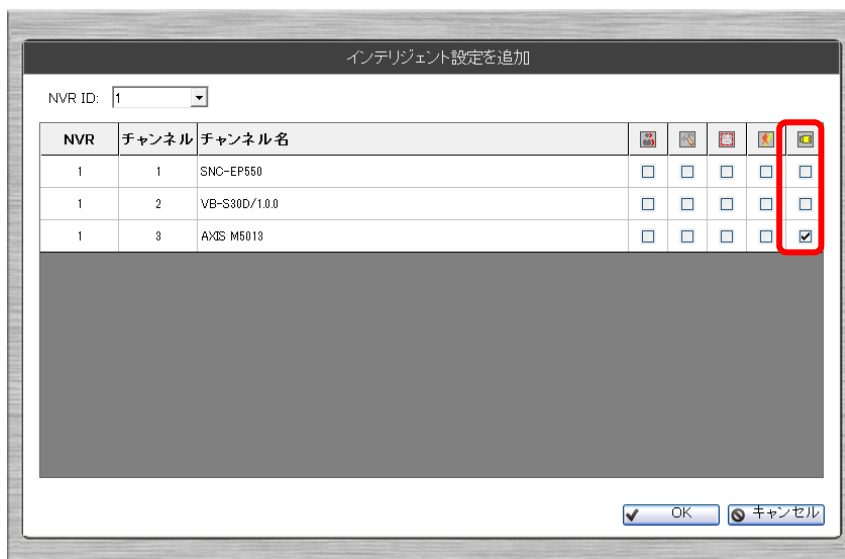 インテリジェント設定を追加
NVR ID: 1
NVR チャンネル チャンネル名
1 1 SNC-EP550
1 2 VB-S30D/1.0.0
1 3 AXIS M5013
OK キャンセル